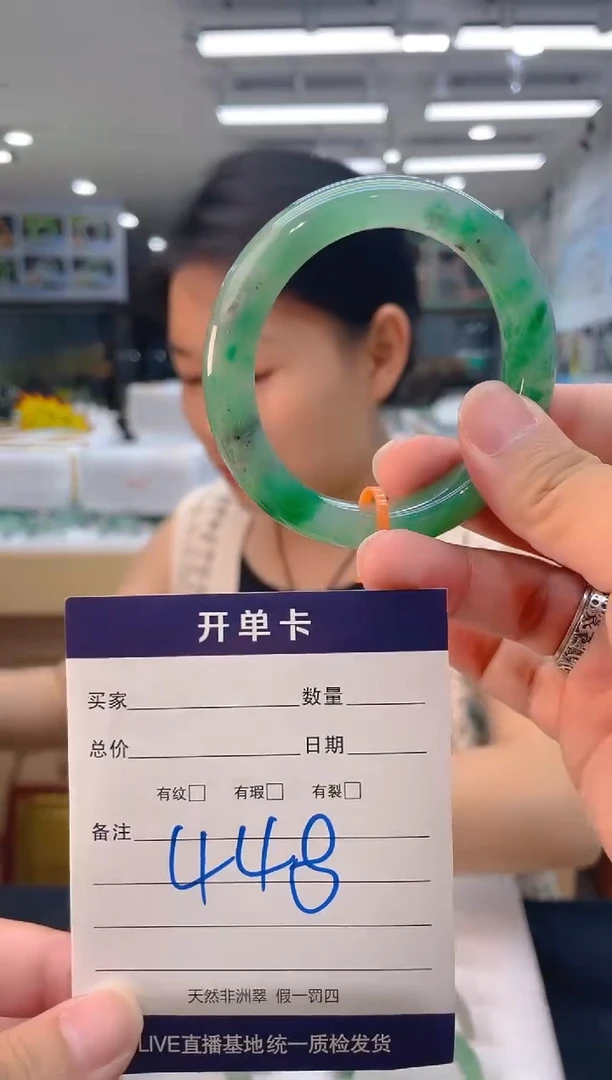 开单卡
买家 数量
总价 日期
有纹 有瑕 有裂
备注
448
天然非洲翠 假一罚四
LIVE直播基地统一质检发货